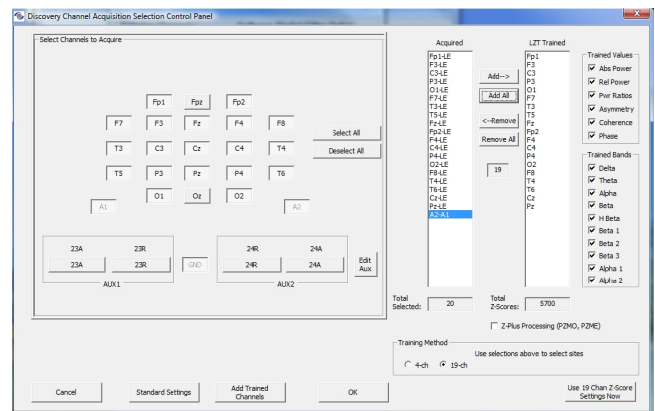 Discovery Channel Acquisition Selection Control Panel
Select Channels to Acquire
Fp1 Fpz Fp2
F7 F3 Fz F4 F8
T3 C3 Cz C4 T4
T5 P3 Pz P4 T6
O1 Oz O2
A1 A2
Select All
Deselect All
23A 23R 24R 24A
23A 23R GND 24R 24A
AUX1 AUX2
Edit Aux
Acquired
Fp1-LE
F3-LE
C3-LE
P3-LE
O1-LE
F7-LE
T3-LE
T5-LE
Fz-LE
Fp2-LE
F4-LE
C4-LE
P4-LE
O2-LE
F8-LE
T4-LE
T6-LE
Cz-LE
Pz-LE
A2-A1
Add-->
Add All
<--Remove
Remove All
19
LZT Trained
Fp1
F3
C3
P3
O1
F7
T3
T5
Fz
Fp2
F4
C4
P4
O2
F8
T4
T6
Cz
Pz
Trained Values
Abs Power
Rel Power
Pwr Ratios
Asymmetry
Coherence
Phase
Trained Bands
Delta
Theta
Alpha
Beta
H Beta
Beta 1
Beta 2
Beta 3
Alpha 1
Alpha 2
Total Selected: 20
Total Z-Scores: 5700
Z-Plus Processing (PZMO, PZME)
Training Method
Use selections above to select sites
4-ch 19-ch
Cancel
Standard Settings
Add Trained Channels
OK
Use 19 Chan Z-Score Settings Now